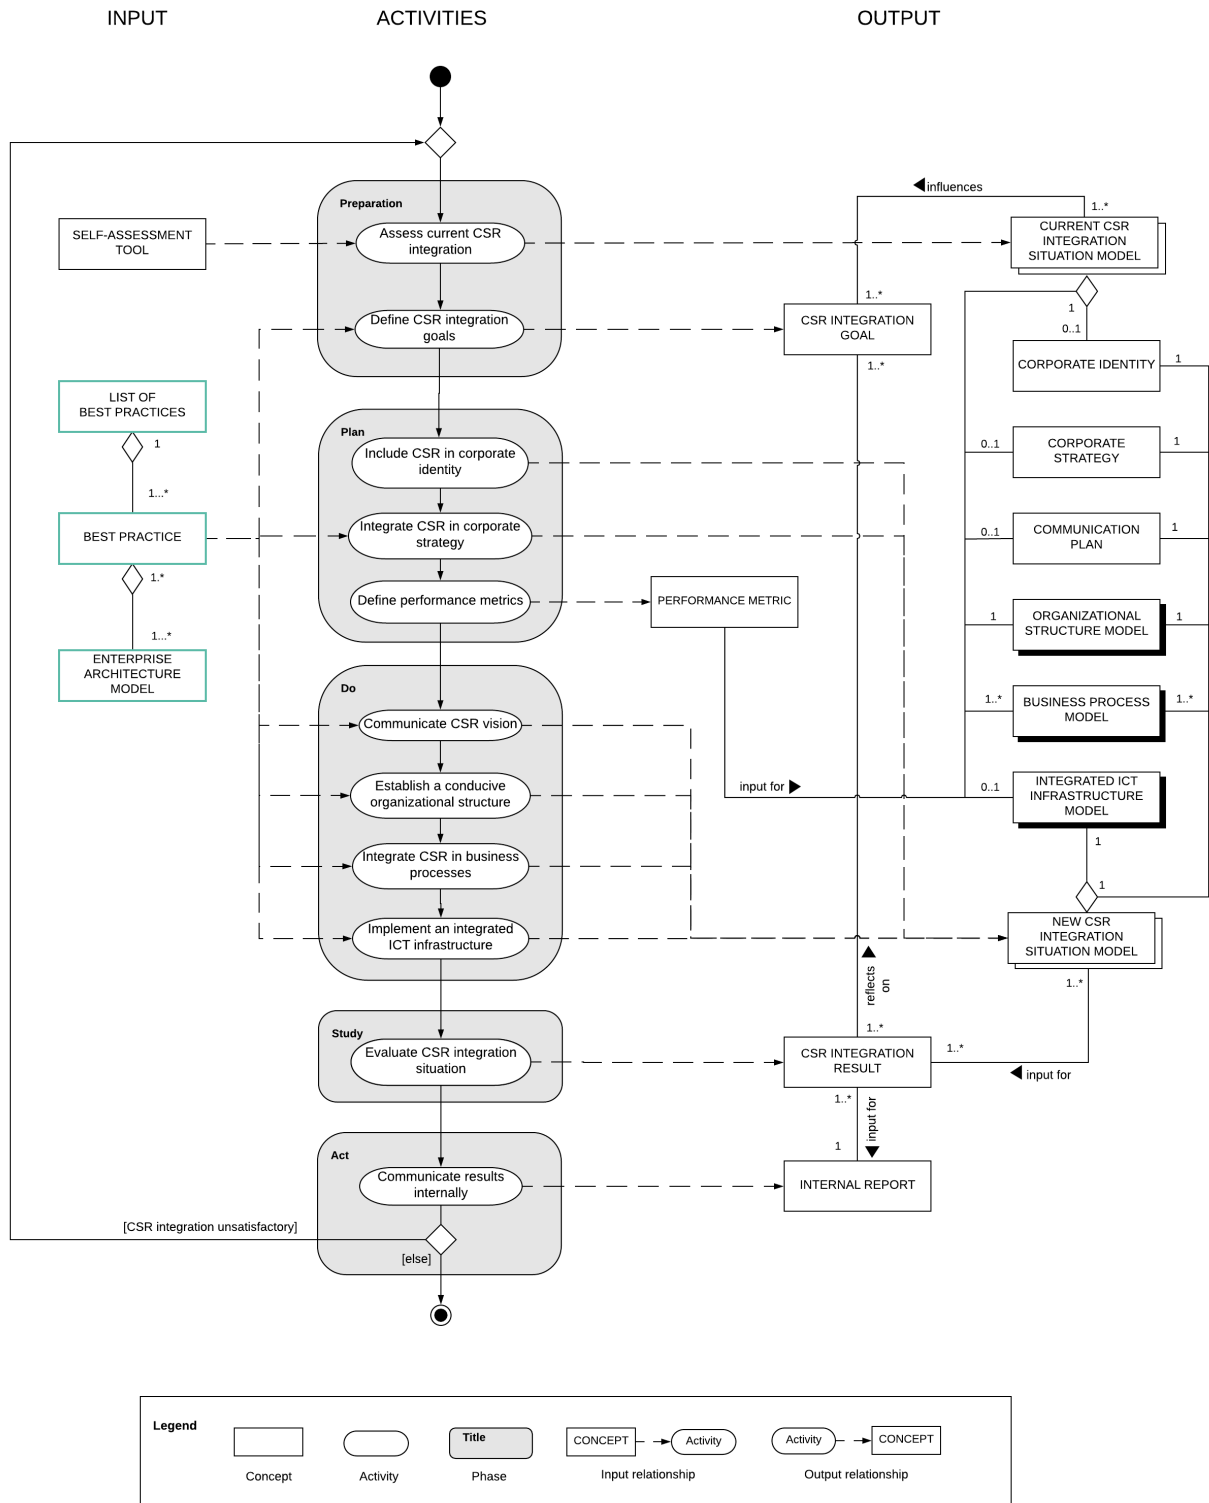 INPUT
ACTIVITIES
OUTPUT
influences
1..*
Preparation
SELF-ASSESSMENT
TOOL
Assess current CSR
integration
CURRENT CSR
INTEGRATION
SITUATION MODEL
1..*
1
0..1
Define CSR integration
goals
CSR INTEGRATION
GOAL
1..*
CORPORATE IDENTITY
1
LIST OF
BEST PRACTICES
1
1...*
Plan
Include CSR in corporate
identity
0..1
CORPORATE
STRATEGY
1
BEST PRACTICE
Integrate CSR in corporate
strategy
0..1
COMMUNICATION
PLAN
1
1.*
1...*
Define performance metrics
PERFORMANCE METRIC
1
ORGANIZATIONAL
STRUCTURE MODEL
1
ENTERPRISE
ARCHITECTURE
MODEL
Do
Communicate CSR vision
1..*
BUSINESS PROCESS
MODEL
1..*
Establish a conducive
organizational structure
input for
0..1
INTEGRATED ICT
INFRASTRUCTURE
MODEL
1
Integrate CSR in business
processes
1
Implement an integrated
ICT infrastructure
NEW CSR
INTEGRATION
SITUATION MODEL
reflects
on
1..*
1..*
Study
Evaluate CSR integration
situation
CSR INTEGRATION
RESULT
1..*
input for
1..*
input for
1
Act
Communicate results
internally
INTERNAL REPORT
[CSR integration unsatisfactory]
[else]
Legend
Title
CONCEPT
Activity
Activity
CONCEPT
Concept
Activity
Phase
Input relationship
Output relationship